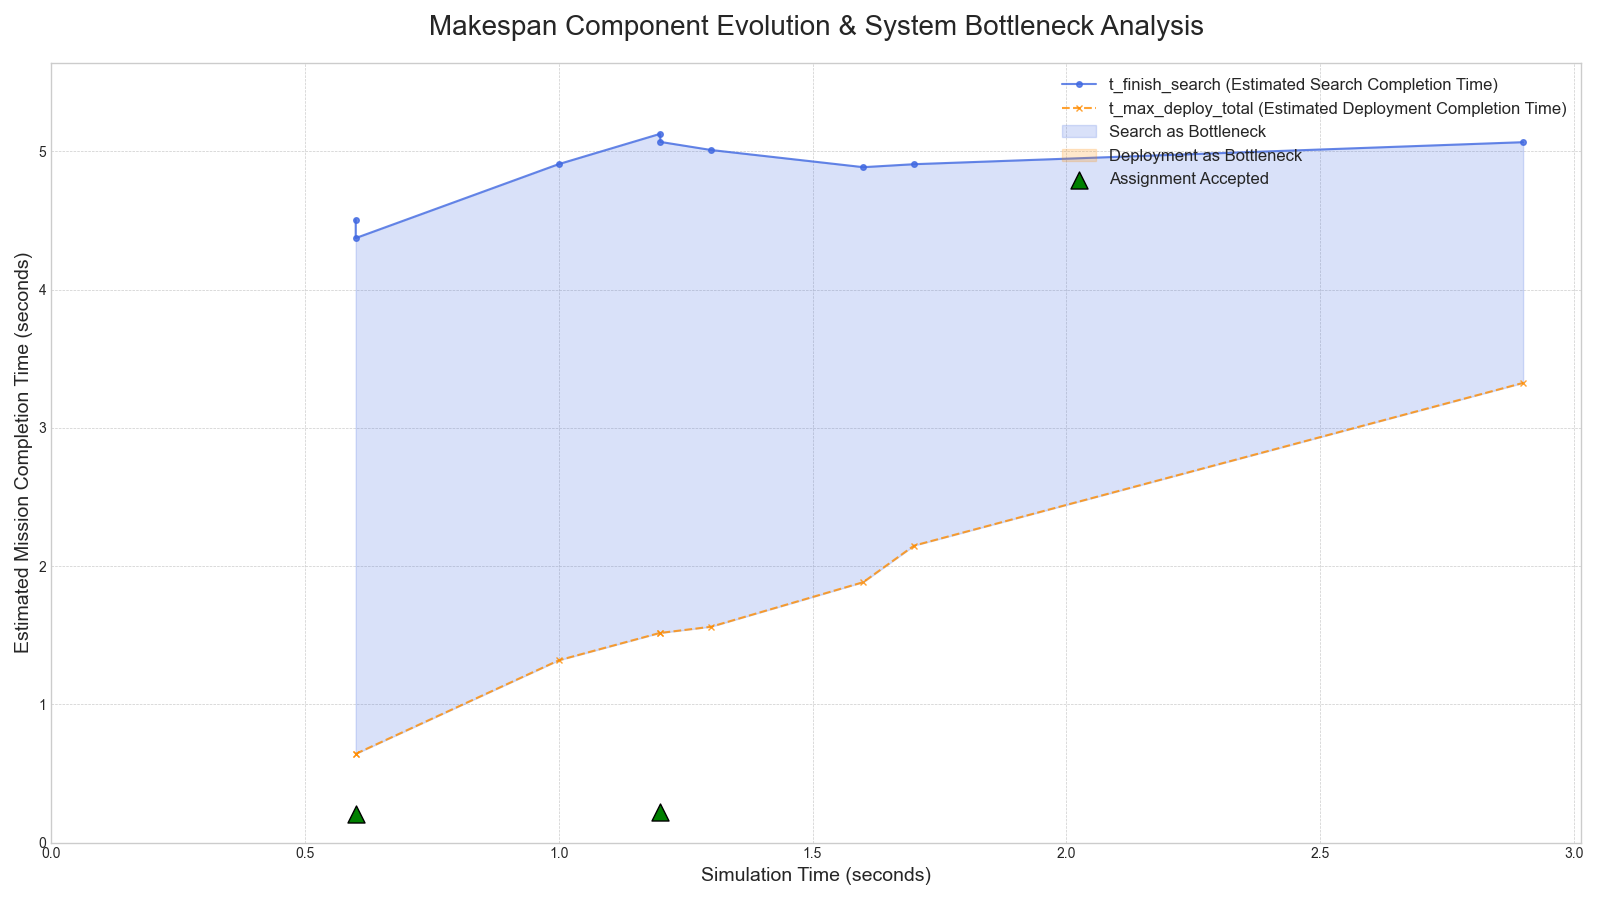 Makespan Component Evolution & System Bottleneck Analysis
t_finish_search (Estimated Search Completion Time)
t_max_deploy_total (Estimated Deployment Completion Time)
Search as Bottleneck
Deployment as Bottleneck
Assignment Accepted
Estimated Mission Completion Time (seconds)
5
4
3
2
1
0
0.0 0.5 1.0 1.5 2.0 2.5 3.0
Simulation Time (seconds)